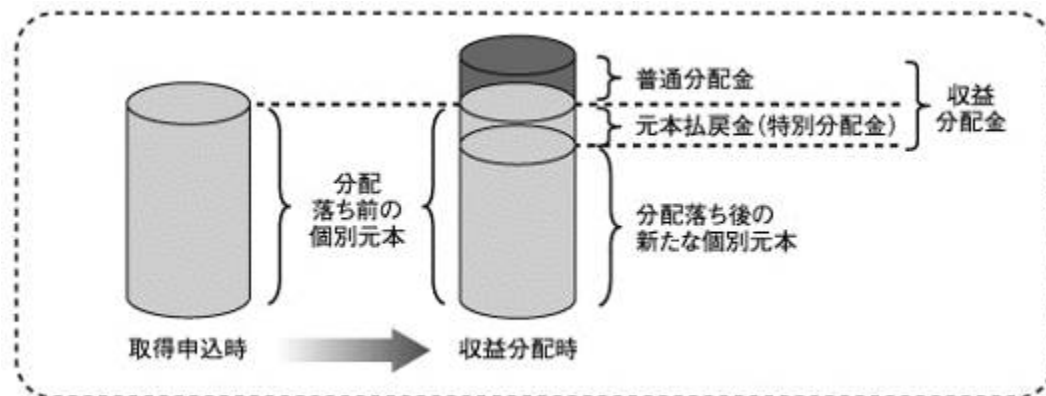 普通分配金
収益
分配金
元本払戻金(特別分配金)
分配
落ち前の
個別元本
分配落ち後の
新たな個別元本
取得申込時
収益分配時